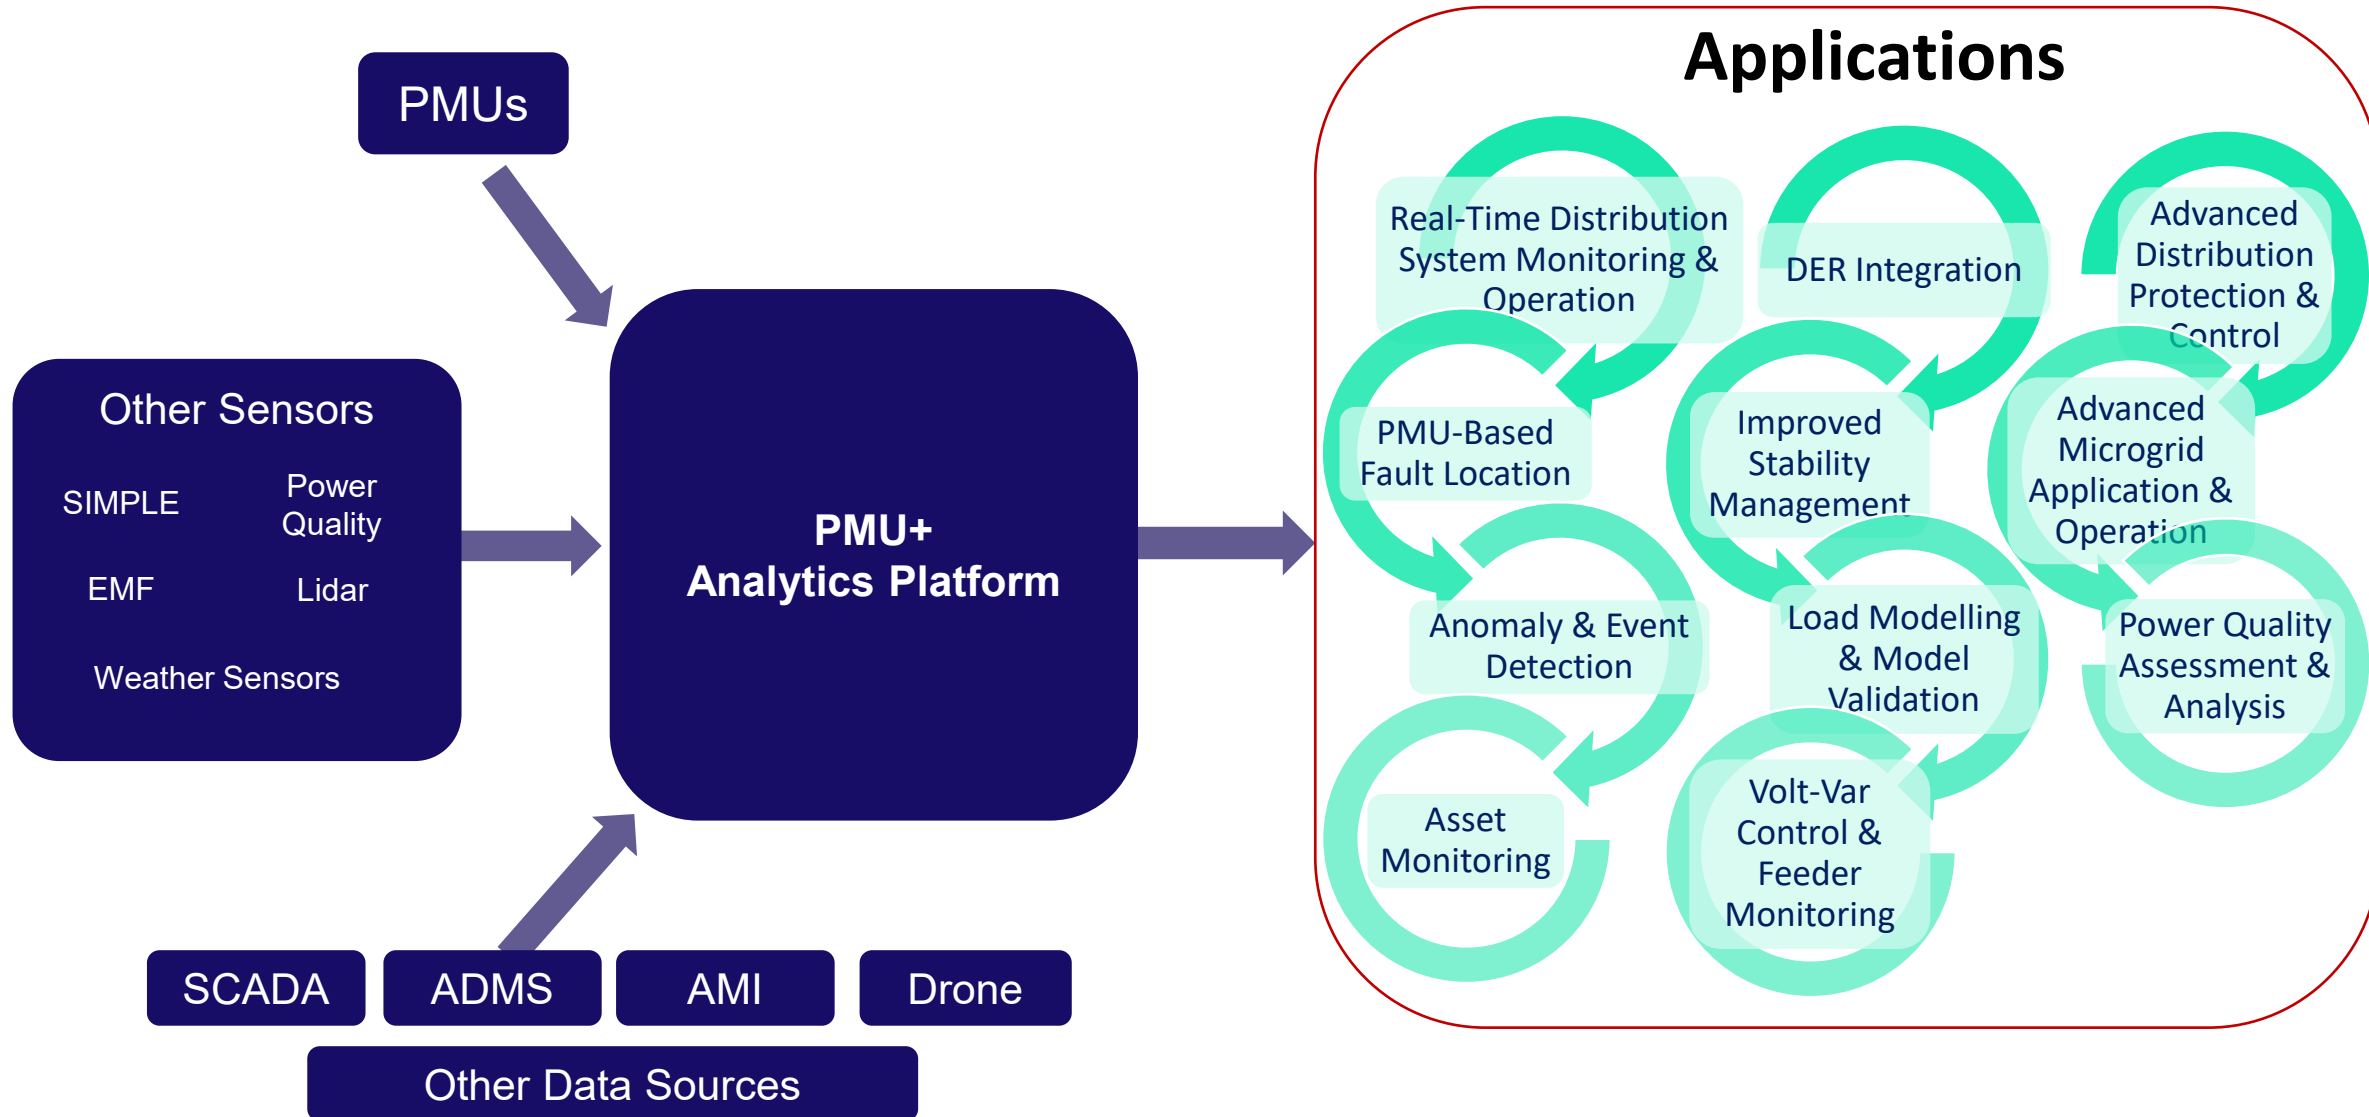 PMUs
Other Sensors
SIMPLE
Power
Quality
EMF
Lidar
Weather Sensors
PMU+
Analytics Platform
SCADA
ADMS
AMI
Drone
Other Data Sources
Applications
Real-Time Distribution
System Monitoring &
Operation
PMU-Based
Fault Location
Anomaly & Event
Detection
Asset
Monitoring
DER Integration
Improved
Stability
Management
Load Modelling
& Model
Validation
Volt-Var
Control &
Feeder
Monitoring
Advanced
Distribution
Protection &
Control
Advanced
Microgrid
Application &
Operation
Power Quality
Assessment &
Analysis